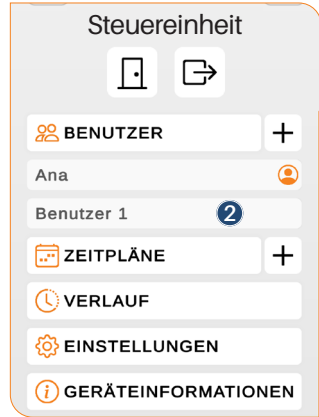 Steuereinheit
BENUTZER +
Ana
Benutzer 1 2
ZEITPLÄNE +
VERLAUF
EINSTELLUNGEN
i GERÄTEINFORMATIONEN